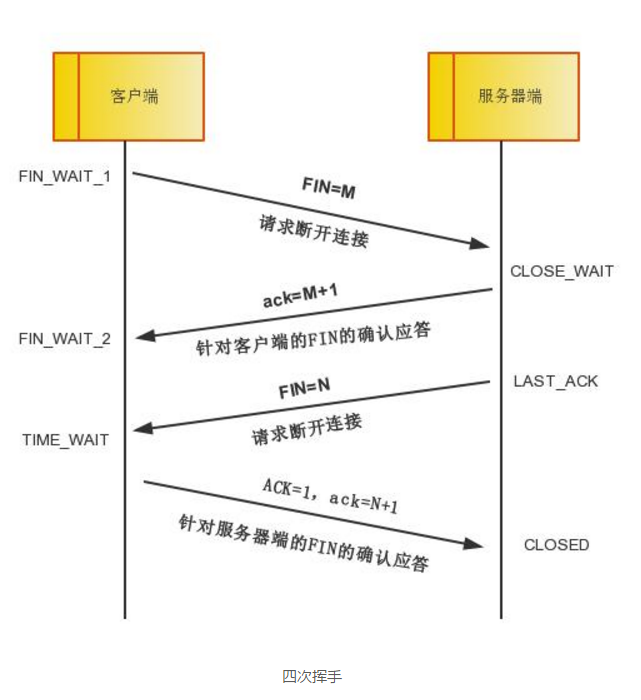 客户端
服务器端
FIN_WAIT_1
FIN=M
请求断开连接
CLOSE_WAIT
ack=M+1
FIN_WAIT_2
针对客户端的FIN的确认应答
LAST_ACK
FIN=N
请求断开连接
TIME_WAIT
ACK=1, ack=N+1
针对服务器端的FIN的确认应答
CLOSED
四次挥手